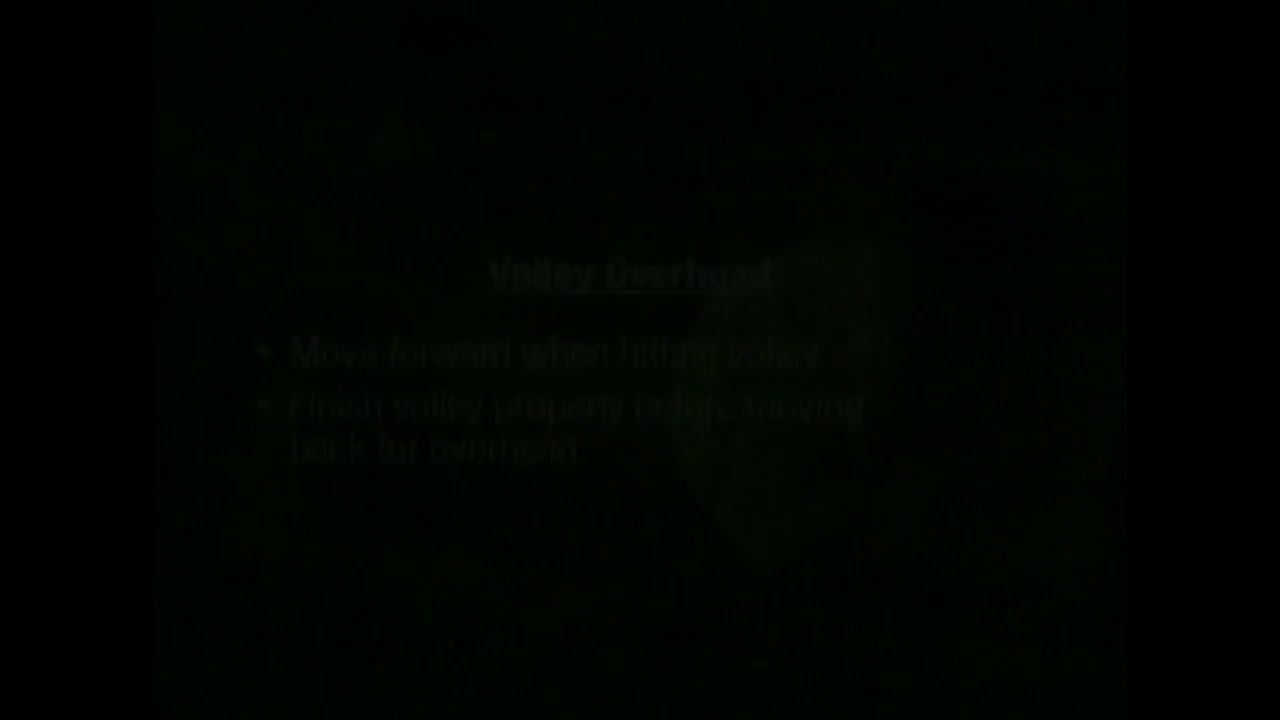 Volley Overhead
• Move forward when hitting volley
• Finish volley properly before moving
back for overhead